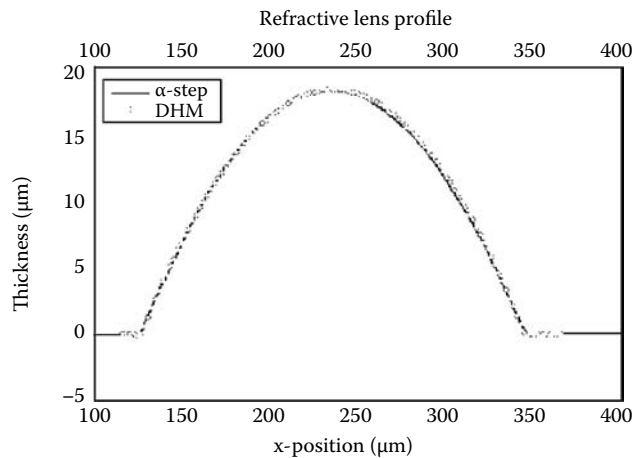 Refractive lens profile
100 150 200 250 300 350 400
20
α-step
DHM
15
10
5
0
−5
Thickness (μm)
100 150 200 250 300 350 400
x-position (μm)